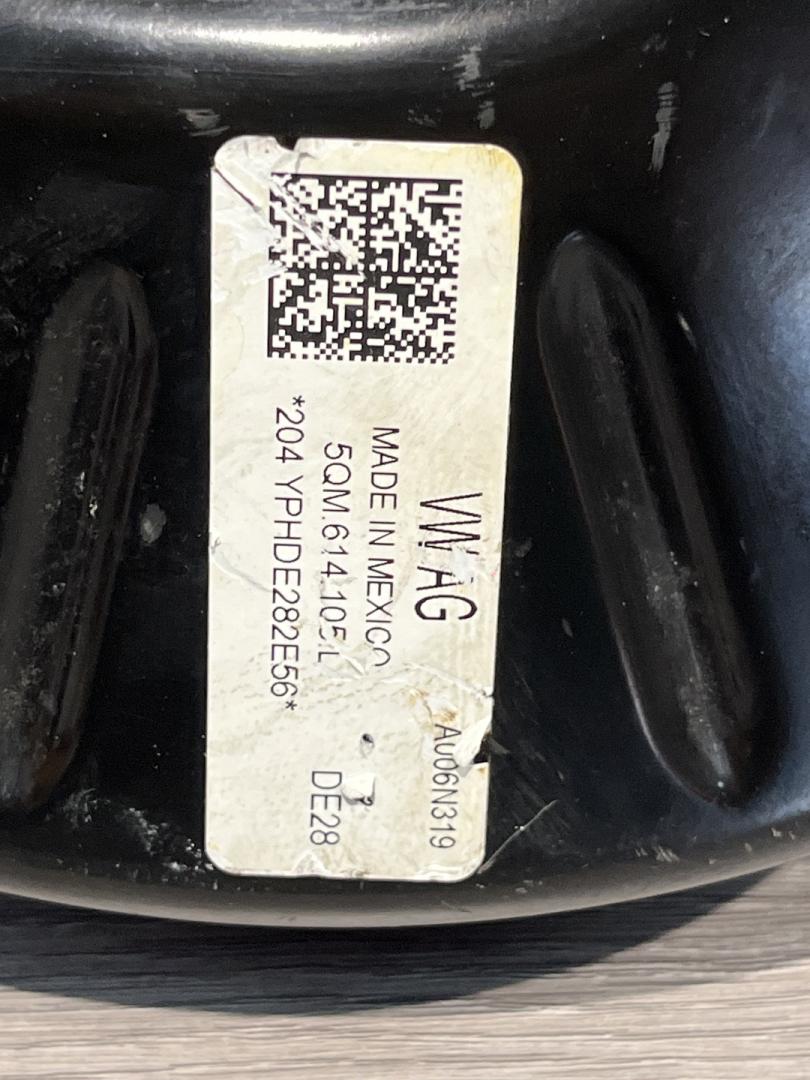 VW AG
Au06N319
MADE IN MEXICO
5QM.614.105.L
DE28
*204 YPHDE282E56*